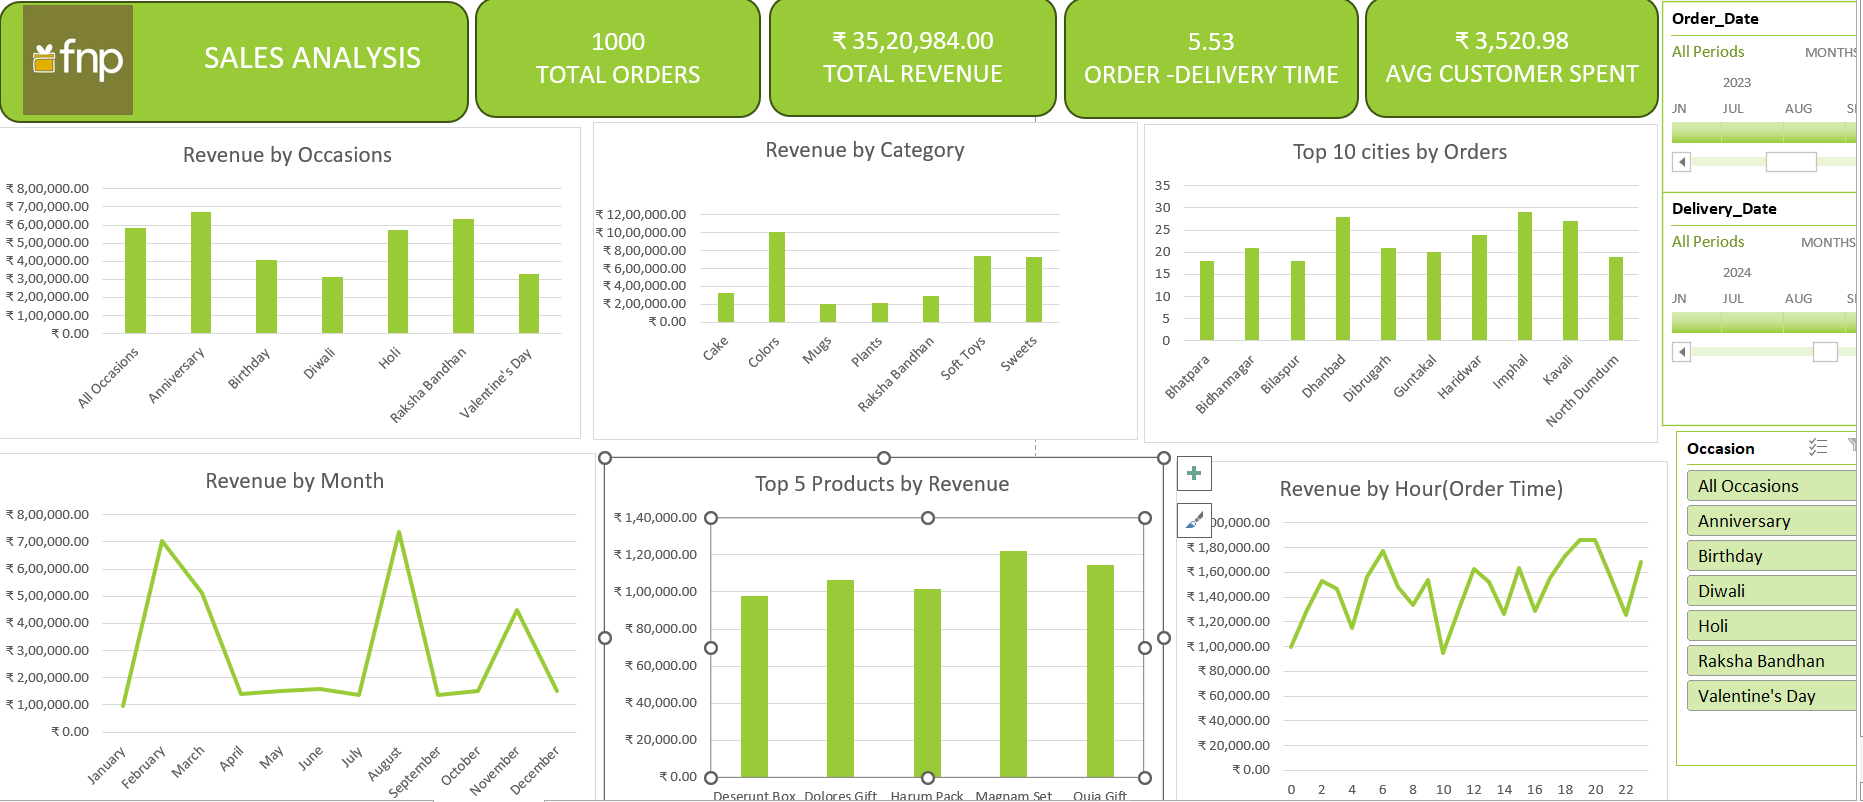 fnp
SALES ANALYSIS
1000
TOTAL ORDERS
₹ 35,20,984.00
TOTAL REVENUE
5.53
ORDER -DELIVERY TIME
₹ 3,520.98
AVG CUSTOMER SPENT
Order_Date
All Periods MONTHS
2023
JUL AUG
Delivery_Date
All Periods MONTHS
2024
JUL AUG
Revenue by Occasions
₹ 8,00,000.00
₹ 7,00,000.00
₹ 6,00,000.00
₹ 5,00,000.00
₹ 4,00,000.00
₹ 3,00,000.00
₹ 2,00,000.00
₹ 1,00,000.00
₹ 0.00
All Occasions
Anniversary
Birthday
Diwali
Holi
Raksha Bandhan
Valentine's Day
Revenue by Category
₹ 12,00,000.00
₹ 10,00,000.00
₹ 8,00,000.00
₹ 6,00,000.00
₹ 4,00,000.00
₹ 2,00,000.00
₹ 0.00
Cake
Colors
Mugs
Plants
Raksha Bandhan
Soft Toys
Sweets
Top 10 cities by Orders
35
30
25
20
15
10
5
0
Bhatpara
Bidhannagar
Bilaspur
Dhanbad
Dibrugarh
Guntakal
Haridwar
Imphal
Kavali
North Dumdum
Occasion
All Occasions
Anniversary
Birthday
Diwali
Holi
Raksha Bandhan
Valentine's Day
Revenue by Month
₹ 8,00,000.00
₹ 7,00,000.00
₹ 6,00,000.00
₹ 5,00,000.00
₹ 4,00,000.00
₹ 3,00,000.00
₹ 2,00,000.00
₹ 1,00,000.00
₹ 0.00
January
February
March
April
May
June
July
August
September
October
November
December
Top 5 Products by Revenue
₹ 1,40,000.00
₹ 1,20,000.00
₹ 1,00,000.00
₹ 80,000.00
₹ 60,000.00
₹ 40,000.00
₹ 20,000.00
₹ 0.00
Deserunt Box Dolores Gift Harum Pack Magnam Set Quia Gift
Revenue by Hour(Order Time)
00,000.00
₹ 1,80,000.00
₹ 1,60,000.00
₹ 1,40,000.00
₹ 1,20,000.00
₹ 1,00,000.00
₹ 80,000.00
₹ 60,000.00
₹ 40,000.00
₹ 20,000.00
₹ 0.00
0 2 4 6 8 10 12 14 16 18 20 22